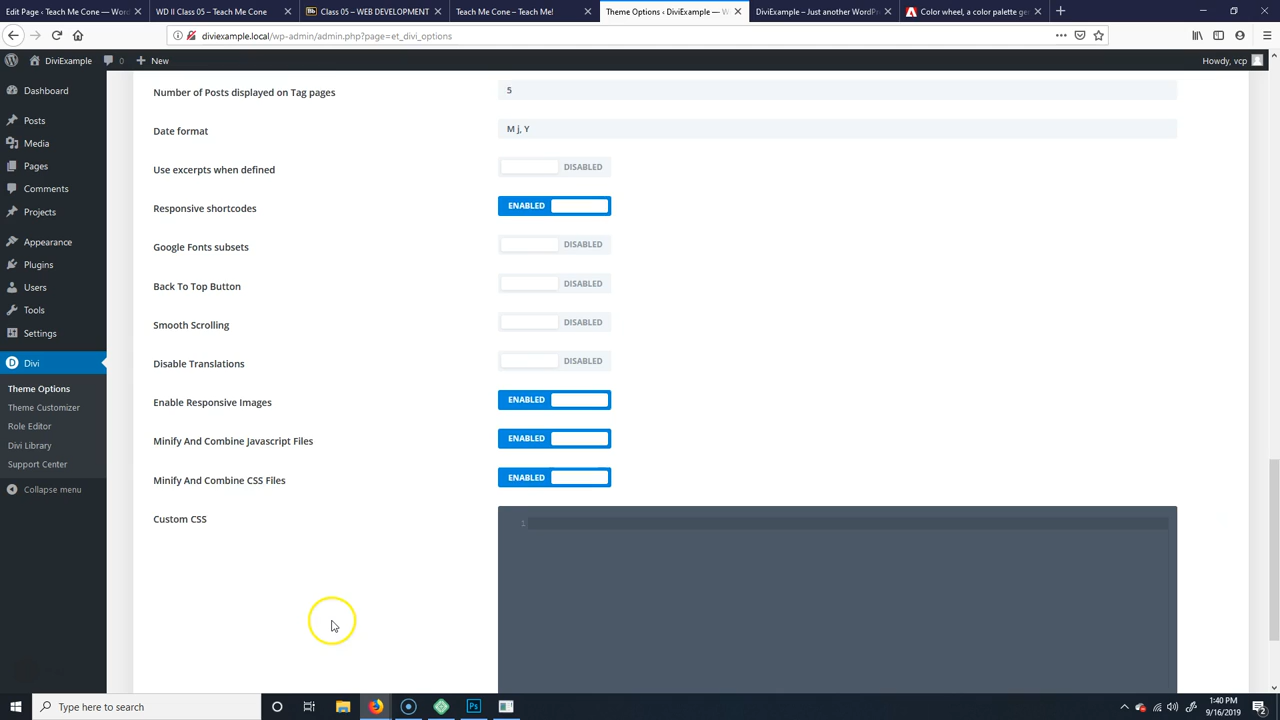 Edit Page ‹ Teach Me Cone — Word
WD II Class 05 – Teach Me Cone
Bb Class 05 – WEB DEVELOPMENT
Teach Me Cone – Teach Me!
Theme Options ‹ DiviExample — W
DiviExample – Just another WordPr
Color wheel, a color palette gen
diviexample.local/wp-admin/admin.php?page=et_divi_options
DiviExample
0
New
Howdy, vcp
Dashboard
Posts
Media
Pages
Comments
Projects
Appearance
Plugins
Users
Tools
Settings
D Divi
Theme Options
Theme Customizer
Role Editor
Divi Library
Support Center
Collapse menu
Number of Posts displayed on Tag pages
5
Date format
M j, Y
Use excerpts when defined
DISABLED
Responsive shortcodes
ENABLED
Google Fonts subsets
DISABLED
Back To Top Button
DISABLED
Smooth Scrolling
DISABLED
Disable Translations
DISABLED
Enable Responsive Images
ENABLED
Minify And Combine Javascript Files
ENABLED
Minify And Combine CSS Files
ENABLED
Custom CSS
1
Type here to search
Ps
1:40 PM
9/16/2019
2